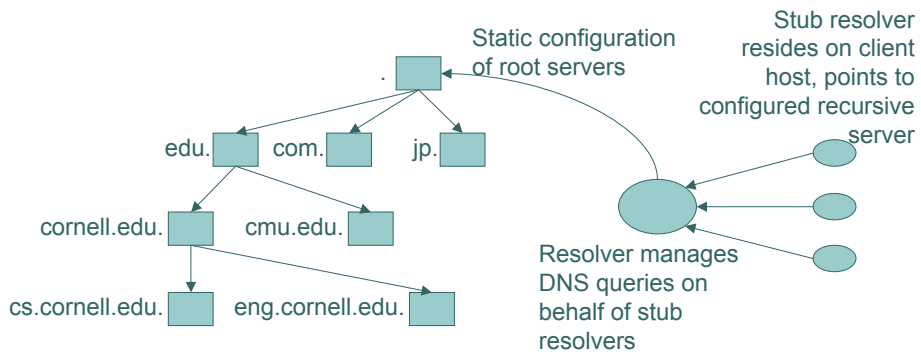 Static configuration
of root servers
Stub resolver
resides on client
host, points to
configured recursive
server
.
edu.
com.
jp.
cornell.edu.
cmu.edu.
cs.cornell.edu.
eng.cornell.edu.
Resolver manages
DNS queries on
behalf of stub
resolvers